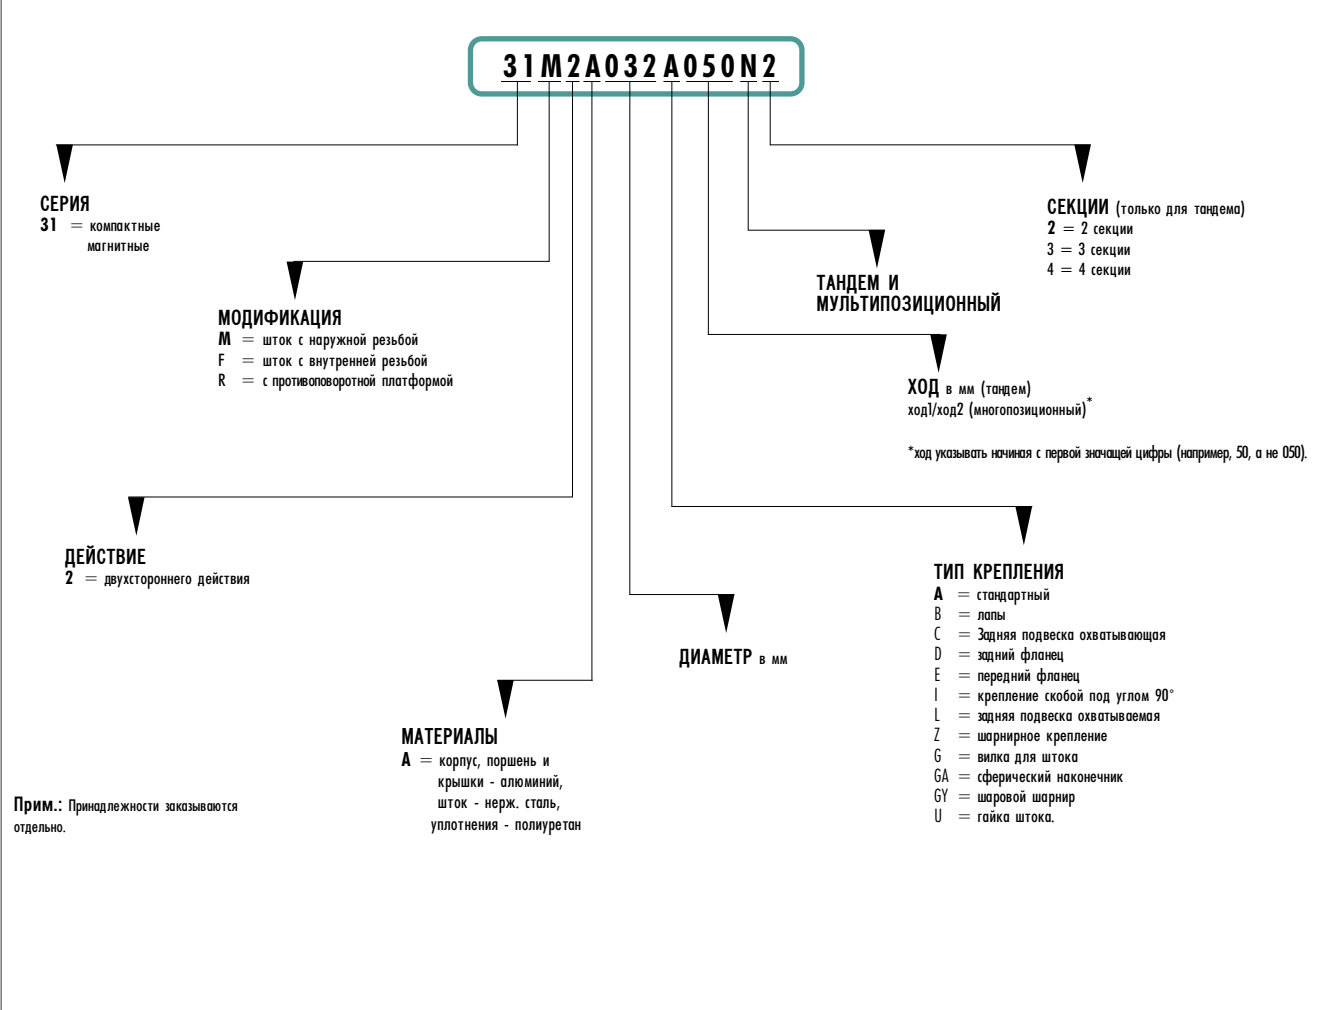 31M2A032A050N2
СЕРИЯ
31 = компактные
магнитные
МОДИФИКАЦИЯ
M = шток с наружной резьбой
F = шток с внутренней резьбой
R = с противоповоротной платформой
ДЕЙСТВИЕ
2 = двухстороннего действия
МАТЕРИАЛЫ
A = корпус, поршень и
крышки - алюминий,
шток - нерж. сталь,
уплотнения - полиуретан
ДИАМЕТР в мм
ТИП КРЕПЛЕНИЯ
A = стандартный
B = лапы
C = Задняя подвеска охватывающая
D = задний фланец
E = передний фланец
I = крепление скобой под углом 90°
L = задняя подвеска охватываемая
Z = шарнирное крепление
G = вилка для штока
GA = сферический наконечник
GY = шаровой шарнир
U = гайка штока.
ХОД в мм (тандем)
ход1/ход2 (многопозиционный)*
*ход указывать начиная с первой значащей цифры (например, 50, а не 050).
ТАНДЕМ И
МУЛЬТИПОЗИЦИОННЫЙ
СЕКЦИИ (только для тандема)
2 = 2 секции
3 = 3 секции
4 = 4 секции
Прим.: Принадлежности заказываются
отдельно.